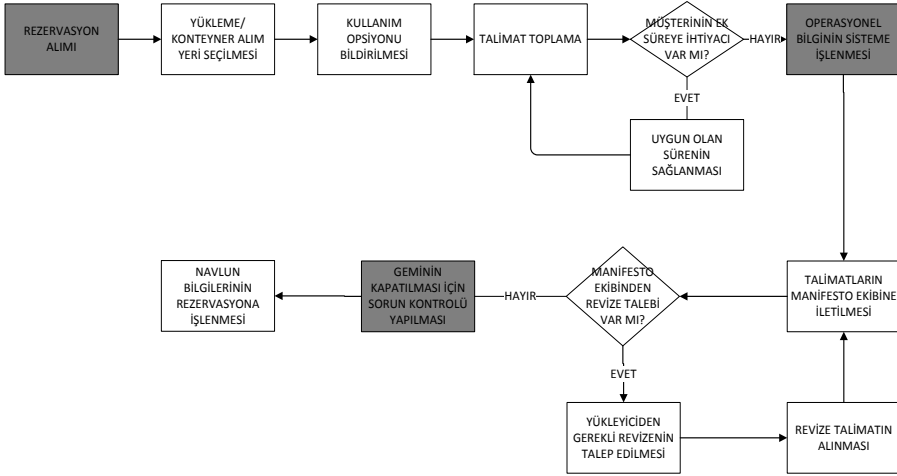 REZERVASYON
ALIMI
YÜKLEME/
KONTEYNER ALIM
YERİ SEÇİLMESİ
KULLANIM
OPSİYONU
BİLDİRİLMESİ
TALİMAT TOPLAMA
MÜŞTERİNİN EK
SÜREYE İHTİYACI
VAR MI?
HAYIR
OPERASYONEL
BİLGİNİN SİSTEME
İŞLENMESİ
EVET
UYGUN OLAN
SÜRENİN
SAĞLANMASI
NAVLUN
BİLGİLERİNİN
REZERVASYONA
İŞLENMESİ
GEMİNİN
KAPATILMASI İÇİN
SORUN KONTROLÜ
YAPILMASI
HAYIR
MANİFESTO
EKİBİNDEN
REVİZE TALEBİ
VAR MI?
TALİMATLARIN
MANİFESTO EKİBİNE
İLETİLMESİ
EVET
YÜKLEYİCİDEN
GEREKLİ REVİZENİN
TALEP EDİLMESİ
REVİZE TALİMATIN
ALINMASI